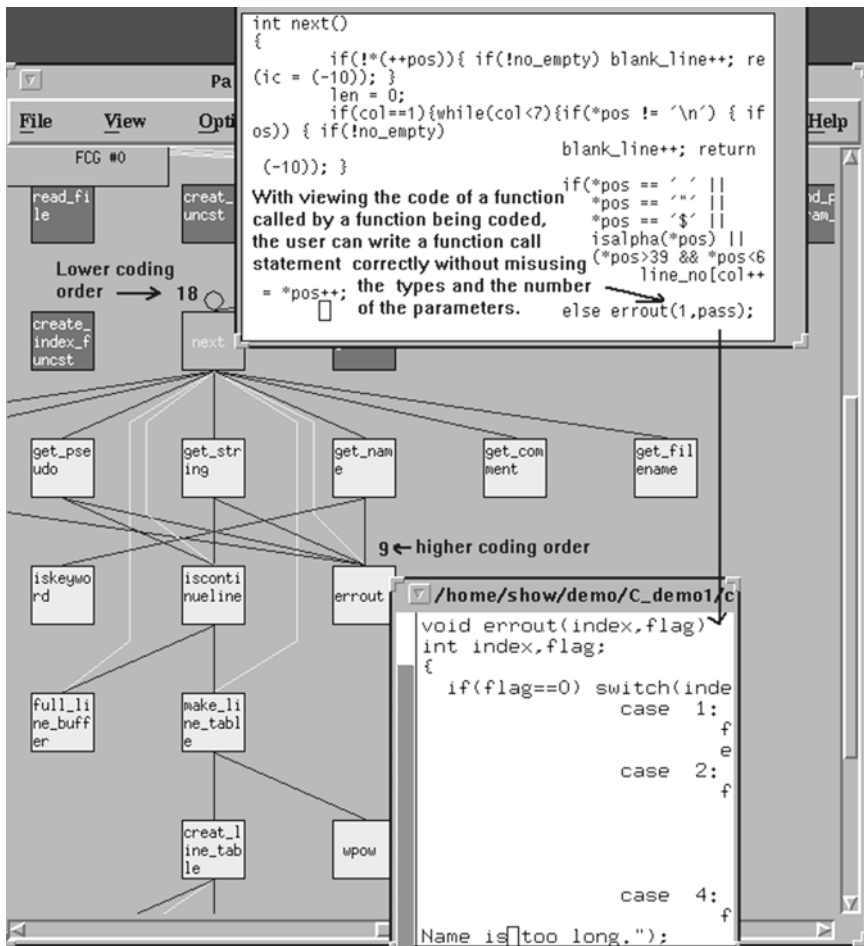 int next()
{
if(!*(++pos)){ if(!no_empty) blank_line++; re
(ic = (-10)); }
len = 0;
if(col==1){while(col<7){if(*pos != '\n') { if
os)) { if(!no_empty)
blank_line++; return
(-10)); }
if(*pos == ' ' ||
*pos == '"' ||
*pos == '$' ||
isalpha(*pos) ||
(*pos>39 && *pos<6
line_no[col++
= *pos++;
else errout(1,pass);
With viewing the code of a function
called by a function being coded,
the user can write a function call
statement correctly without misusing
the types and the number
of the parameters.
Pa
File View Opti Help
FCG #0
read_fi
le
creat_
uncst
nd_p
ram_
Lower coding
order
18
create_
index_f
uncst
next
get_pse
udo
get_str
ing
get_nam
e
get_com
ment
get_fil
ename
9
higher coding order
iskeywo
rd
isconti
nueline
errout
full_li
ne_buff
er
make_li
ne_tabl
e
creat_l
ine_tab
le
wpow
/home/show/demo/C_demo1/c
void errout(index,flag)
int index,flag;
{
if(flag==0) switch(inde
case 1:
f
e
case 2:
f
case 4:
f
Name is too long.");